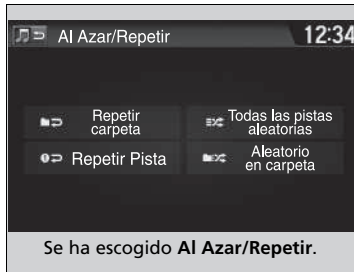 Al Azar/Repetir
12:34
Repetir
carpeta
Todas las pistas
aleatorias
Repetir Pista
Aleatorio
en carpeta
Se ha escogido Al Azar/Repetir.